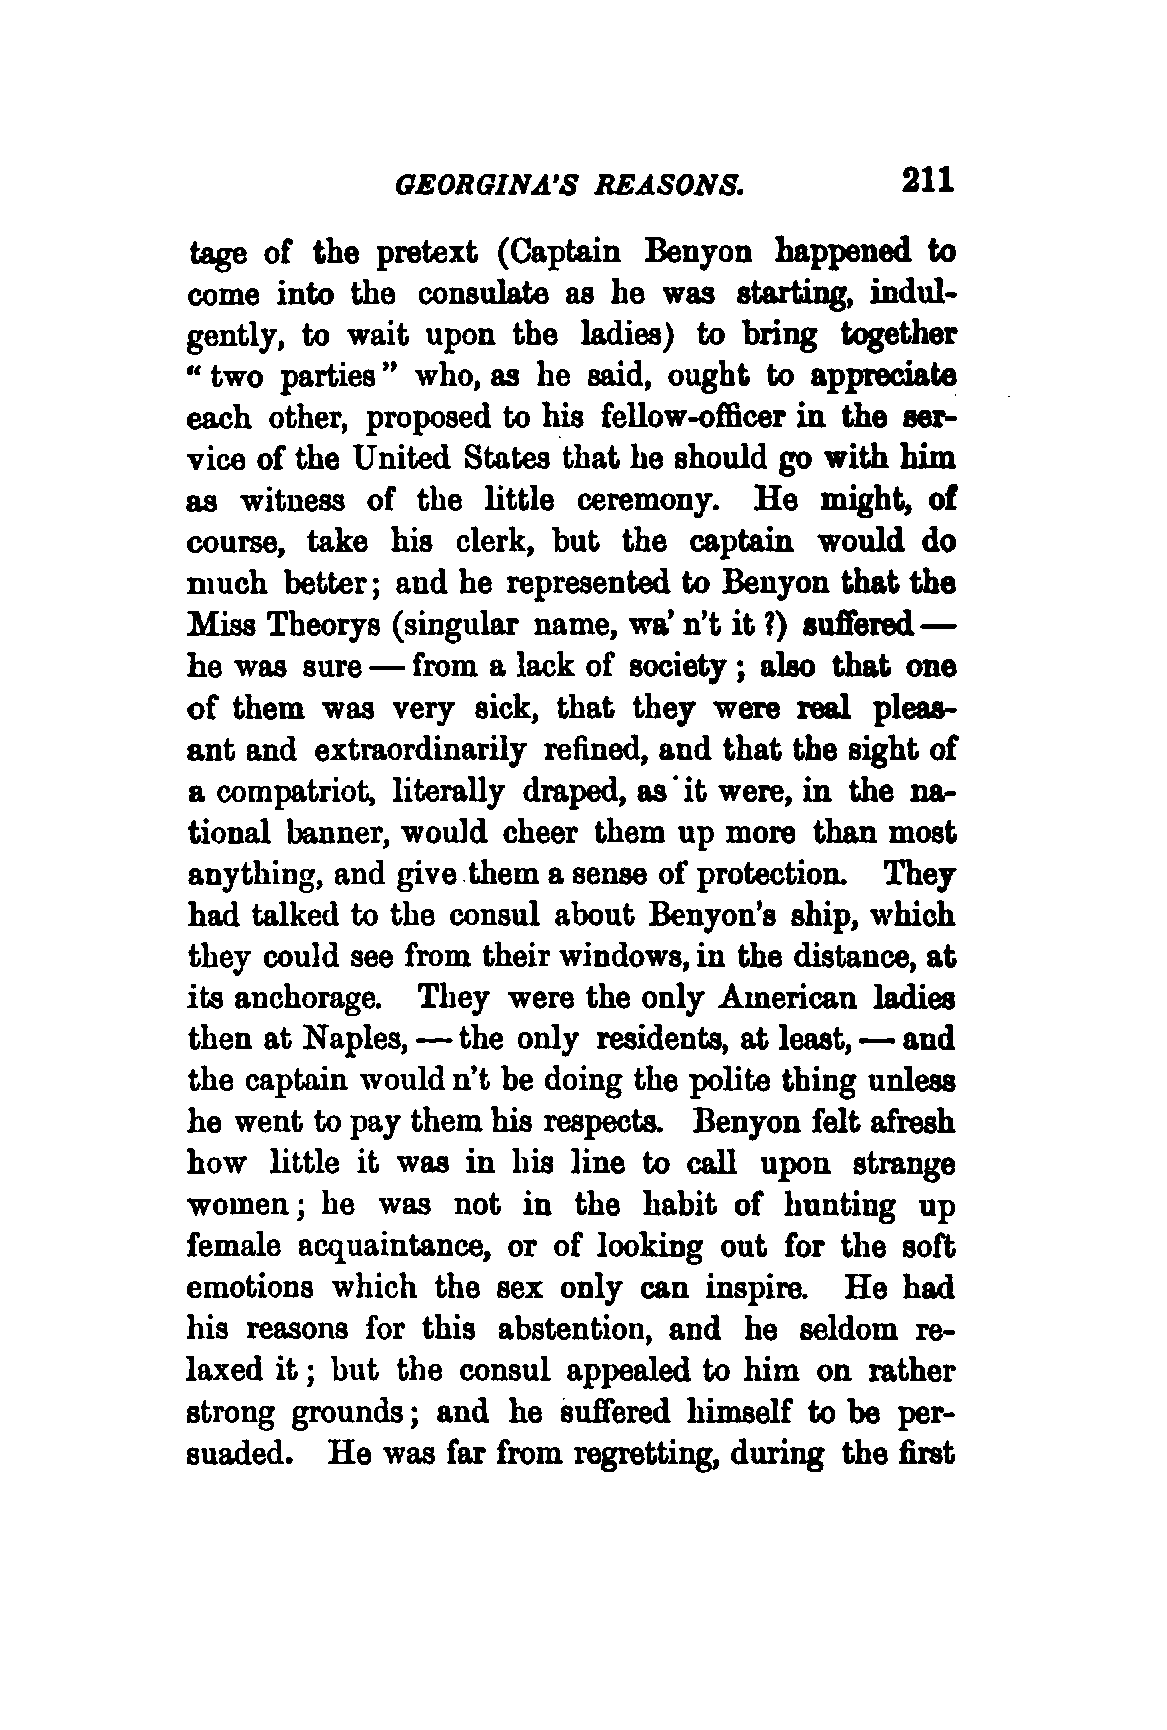 GEORGINA'S REASONS. 211
tage of the pretext (Captain Benyon happened to
come into the consulate as he was starting, indul-
gently, to wait upon the ladies) to bring together
"two parties" who, as he said, ought to appreciate
each other, proposed to his fellow-officer in the ser-
vice of the United States that he should go with him
as witness of the little ceremony. He might, of
course, take his clerk, but the captain would do
much better; and he represented to Benyon that the
Miss Theorys (singular name, wa' n't it?) suffered —
he was sure — from a lack of society; also that one
of them was very sick, that they were real pleas-
ant and extraordinarily refined, and that the sight of
a compatriot, literally draped, as it were, in the na-
tional banner, would cheer them up more than most
anything, and give them a sense of protection. They
had talked to the consul about Benyon's ship, which
they could see from their windows, in the distance, at
its anchorage. They were the only American ladies
then at Naples, — the only residents, at least, — and
the captain would n't be doing the polite thing unless
he went to pay them his respects. Benyon felt afresh
how little it was in his line to call upon strange
women; he was not in the habit of hunting up
female acquaintance, or of looking out for the soft
emotions which the sex only can inspire. He had
his reasons for this abstention, and he seldom re-
laxed it; but the consul appealed to him on rather
strong grounds; and he suffered himself to be per-
suaded. He was far from regretting, during the first